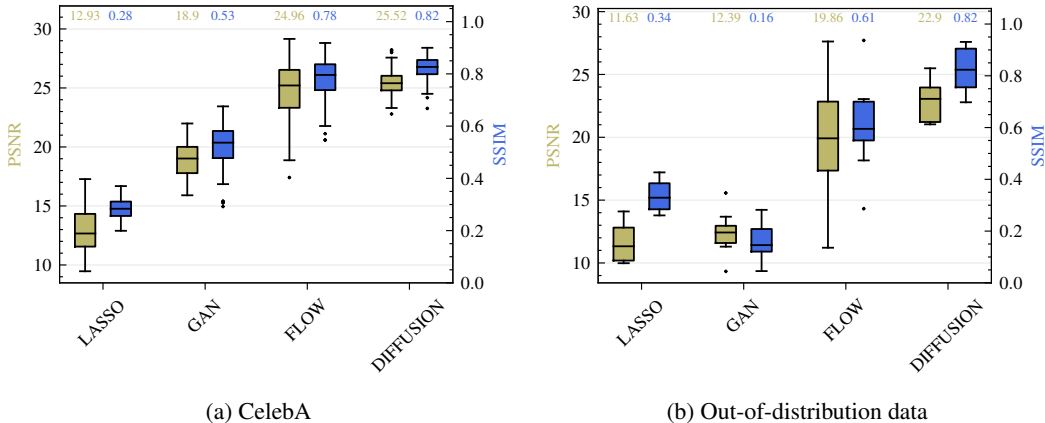 12.93 0.28 18.9 0.53 24.96 0.78 25.52 0.82
30
25
20
15
10
PSNR
1.0
0.8
0.6
0.4
0.2
0.0
SSIM
LASSO
GAN
FLOW
DIFFUSION
(a) CelebA
11.63 0.34 12.39 0.16 19.86 0.61 22.9 0.82
30
25
20
15
10
PSNR
1.0
0.8
0.6
0.4
0.2
0.0
SSIM
LASSO
GAN
FLOW
DIFFUSION
(b) Out-of-distribution data